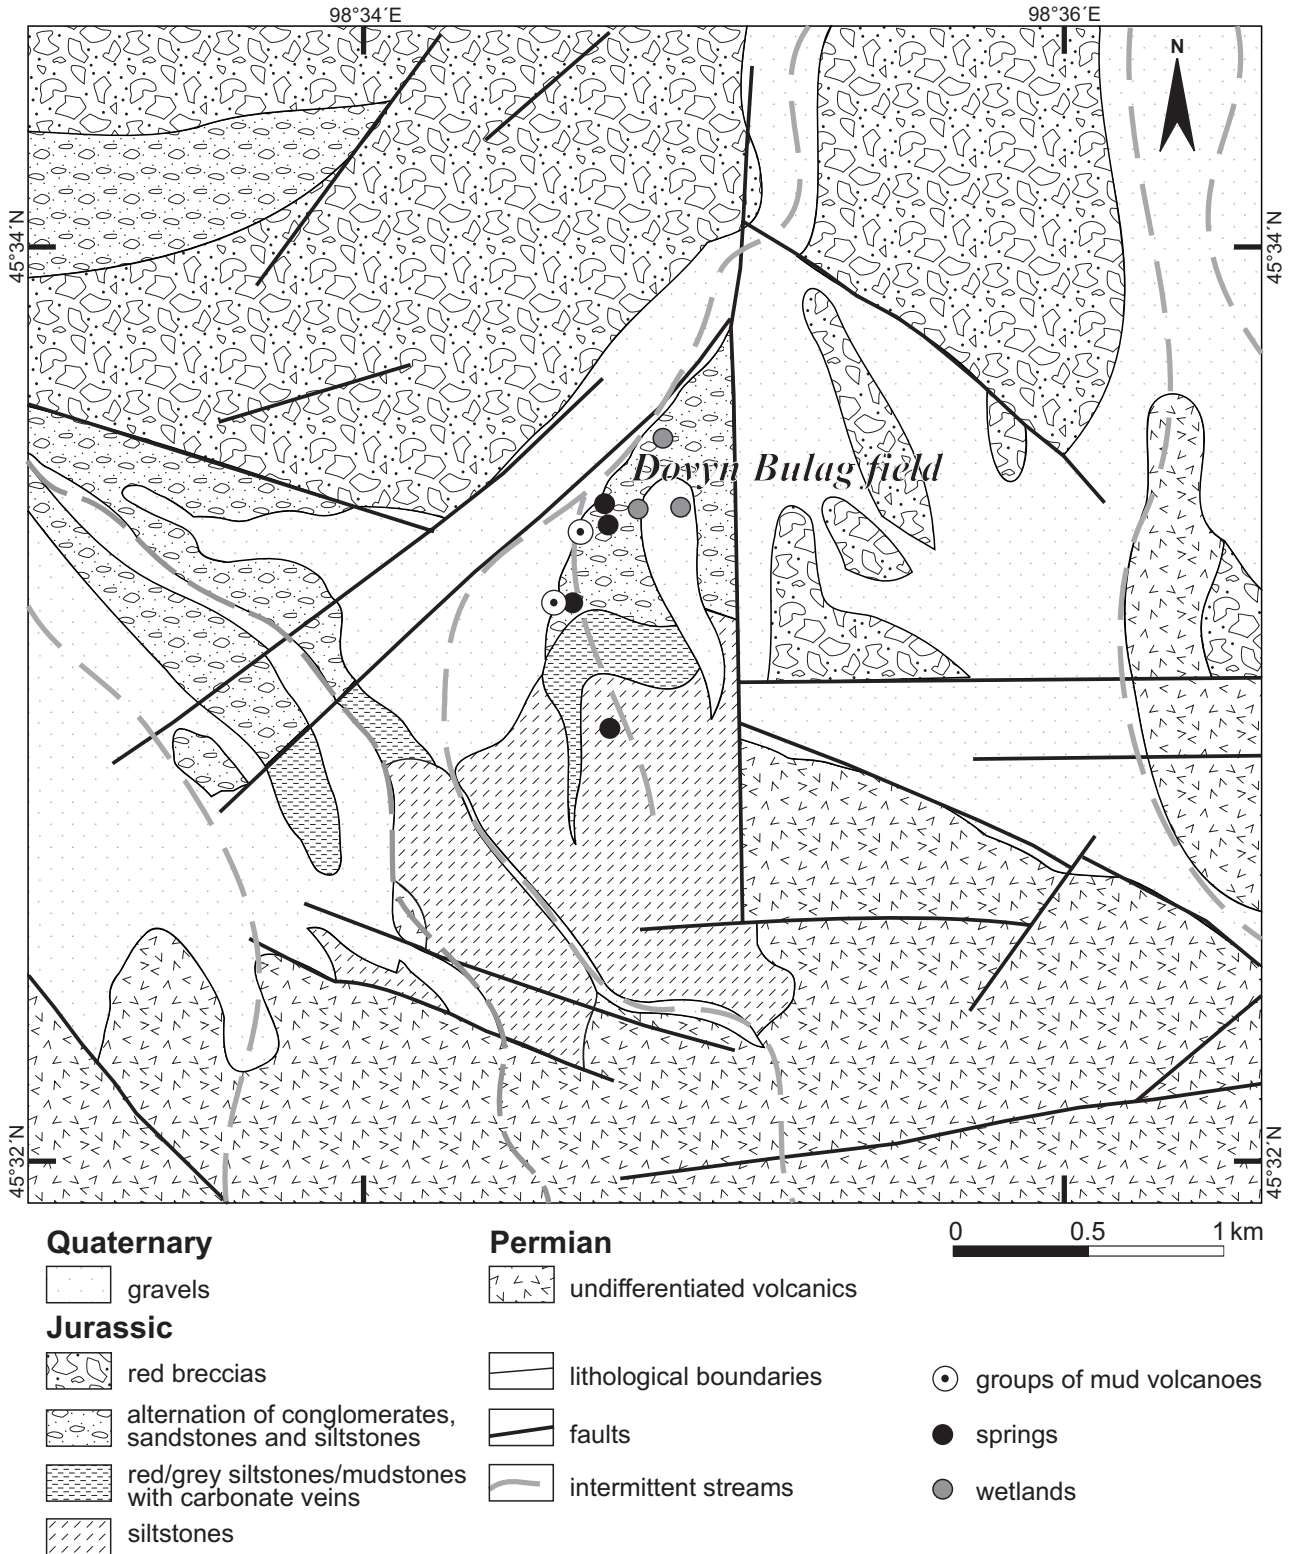 98°34´E
98°36´E
N
45°34´N
45°34´N
Dovyn Bulag field
45°32´N
45°32´N
Quaternary
gravels
Jurassic
red breccias
alternation of conglomerates,
sandstones and siltstones
red/grey siltstones/mudstones
with carbonate veins
siltstones
Permian
undifferentiated volcanics
lithological boundaries
faults
intermittent streams
0 0.5 1 km
groups of mud volcanoes
springs
wetlands